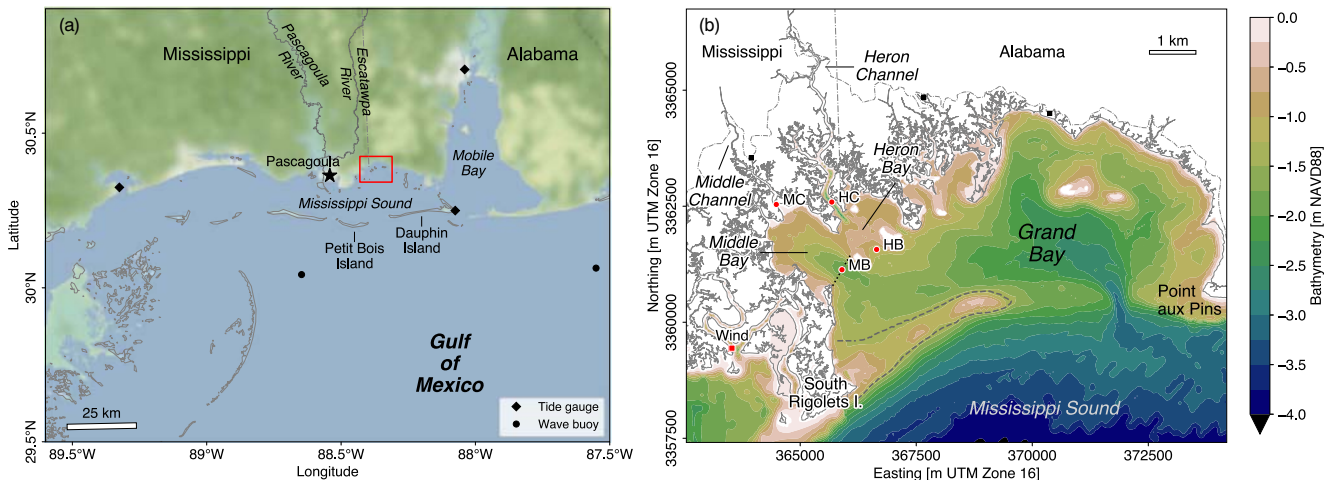 (a)
Mississippi
Pascagoula
River
Escatawpa
River
Alabama
Mobile
Bay
Pascagoula
Mississippi Sound
Petit Bois
Island
Dauphin
Island
Gulf
of
Mexico
25 km
Tide gauge
Wave buoy
30.5°N
30°N
29.5°N
Latitude
89.5°W
89°W
88.5°W
88°W
87.5°W
Longitude
(b)
Mississippi
Heron
Channel
Alabama
1 km
Heron
Bay
Middle
Channel
MC
HC
Middle
Bay
HB
MB
Grand
Bay
Point
aux Pins
Wind
South
Rigolets I.
Mississippi Sound
3365000
3362500
3360000
3357500
Northing [m UTM Zone 16]
365000
367500
370000
372500
Easting [m UTM Zone 16]
0.0
−0.5
−1.0
−1.5
−2.0
−2.5
−3.0
−3.5
−4.0
Bathymetry [m NAVD88]